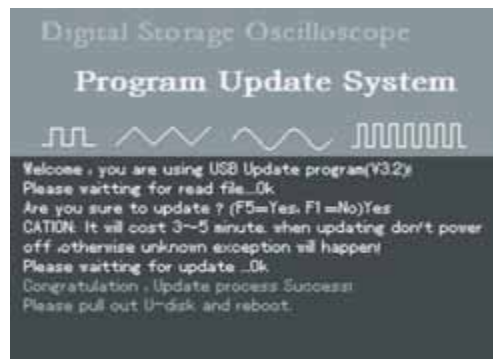 Digital Storage Oscilloscope
Program Update System
Welcome , you are using USB Update program(V3.2)!
Please waitting for read file...Ok
Are you sure to update ? (F5=Yes, F1=No)Yes
CATION: It will cost 3~5 minute, when updating don't power
off ,otherwise unknown exception will happen!
Please waitting for update ...Ok
Congratulation , Update process Success!
Please pull out U-disk and reboot.